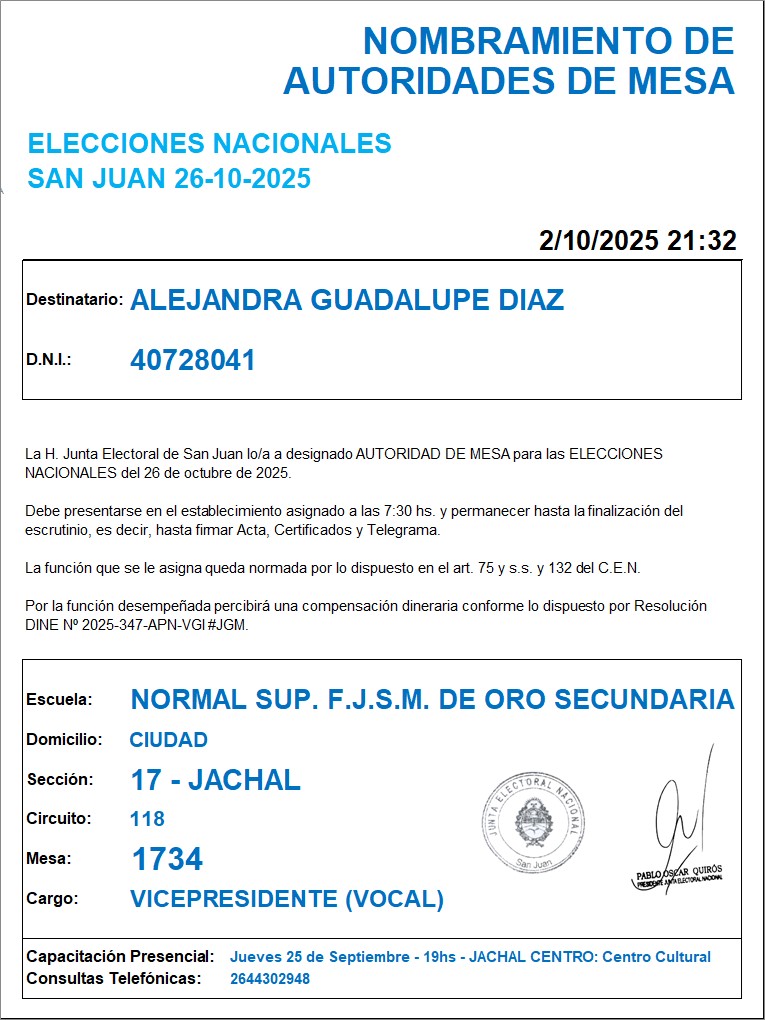 NOMBRAMIENTO DE
AUTORIDADES DE MESA
ELECCIONES NACIONALES
SAN JUAN 26-10-2025
2/10/2025 21:32
Destinatario: ALEJANDRA GUADALUPE DIAZ
D.N.I.: 40728041
La H. Junta Electoral de San Juan lo/a a designado AUTORIDAD DE MESA para las ELECCIONES
NACIONALES del 26 de octubre de 2025.
Debe presentarse en el establecimiento asignado a las 7:30 hs. y permanecer hasta la finalización del
escrutinio, es decir, hasta firmar Acta, Certificados y Telegrama.
La función que se le asigna queda normada por lo dispuesto en el art. 75 y s.s. y 132 del C.E.N.
Por la función desempeñada percibirá una compensación dineraria conforme lo dispuesto por Resolución
DINE Nº 2025-347-APN-VGI#JGM.
Escuela: NORMAL SUP. F.J.S.M. DE ORO SECUNDARIA
Domicilio: CIUDAD
Sección: 17 - JACHAL
Circuito: 118
Mesa: 1734
Cargo: VICEPRESIDENTE (VOCAL)
JUNTA ELECTORAL NACIONAL
San Juan
PABLO OSCAR QUIRÓS
PRESIDENTE JUNTA ELECTORAL NACIONAL
Capacitación Presencial: Jueves 25 de Septiembre - 19hs - JACHAL CENTRO: Centro Cultural
Consultas Telefónicas: 2644302948